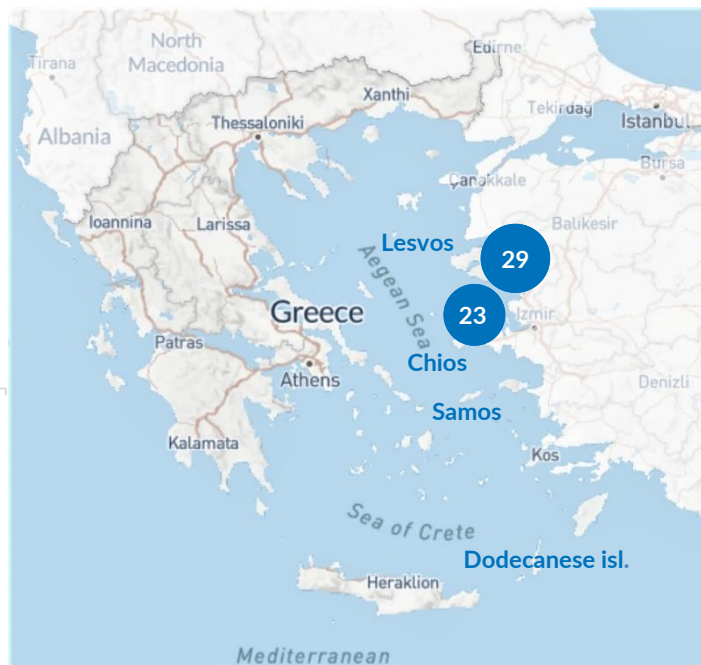 North
Macedonia
Edirne
Tirana
Xanthi
Tekirdağ
Istanbul
Thessaloniki
Albania
Bursa
Çanakkale
Ioannina
Larissa
Balikesir
Lesvos
29
Aegean Sea
Greece
23
Izmir
Patras
Chios
Athens
Denizli
Samos
Kalamata
Kos
Sea of Crete
Dodecanese isl.
Heraklion
Mediterranean